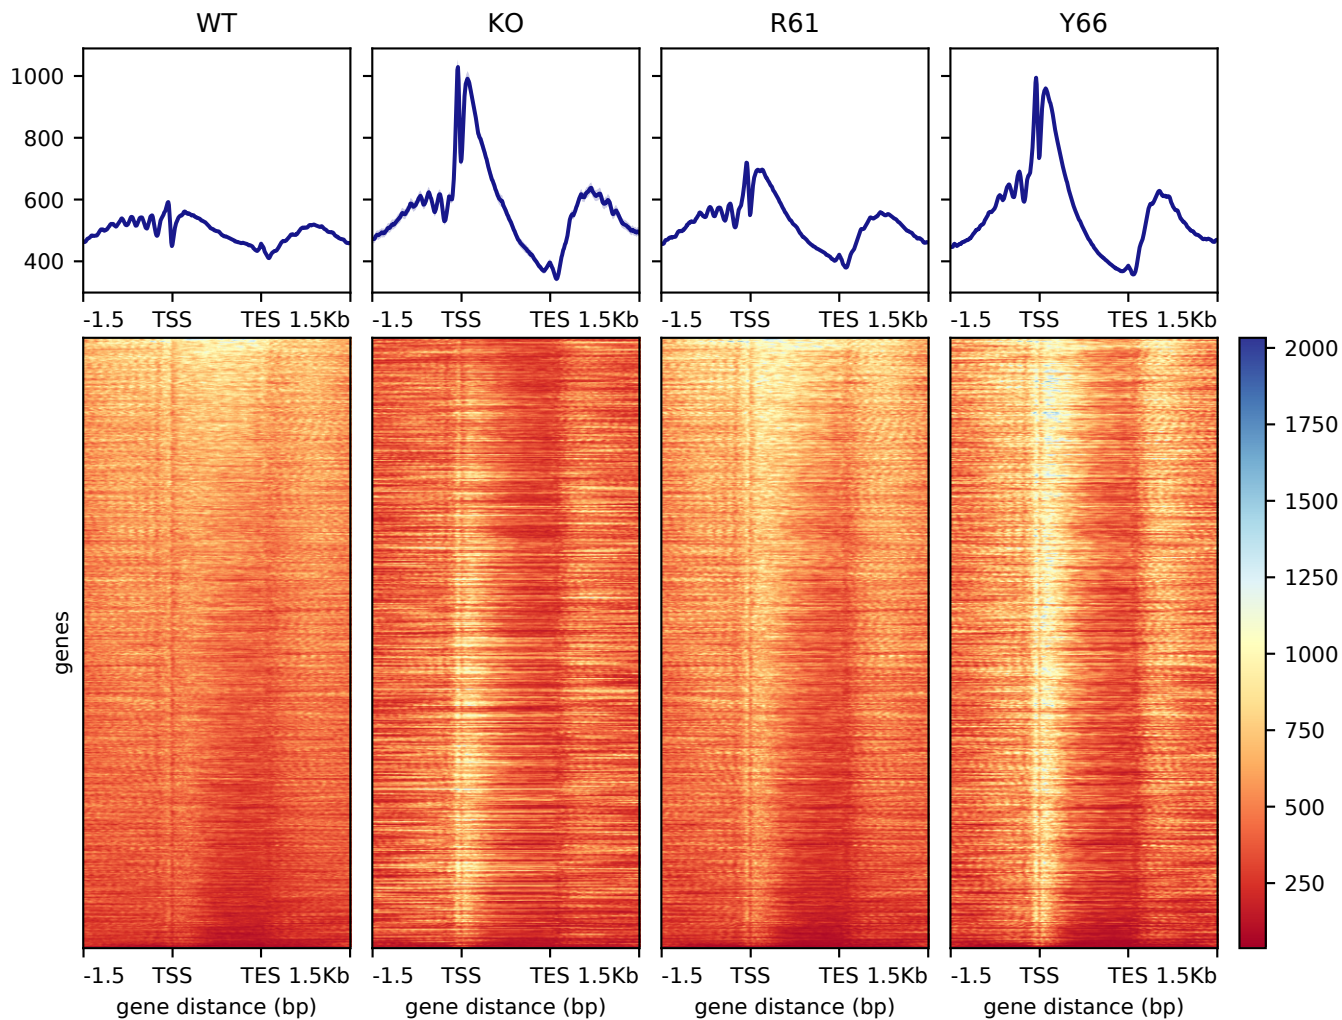 WT KO R61 Y66
1000
800
600
400
-1.5 TSS TES 1.5Kb -1.5 TSS TES 1.5Kb -1.5 TSS TES 1.5Kb -1.5 TSS TES 1.5Kb
genes
2000
1750
1500
1250
1000
750
500
250
-1.5 TSS TES 1.5Kb -1.5 TSS TES 1.5Kb -1.5 TSS TES 1.5Kb -1.5 TSS TES 1.5Kb
gene distance (bp) gene distance (bp) gene distance (bp) gene distance (bp)